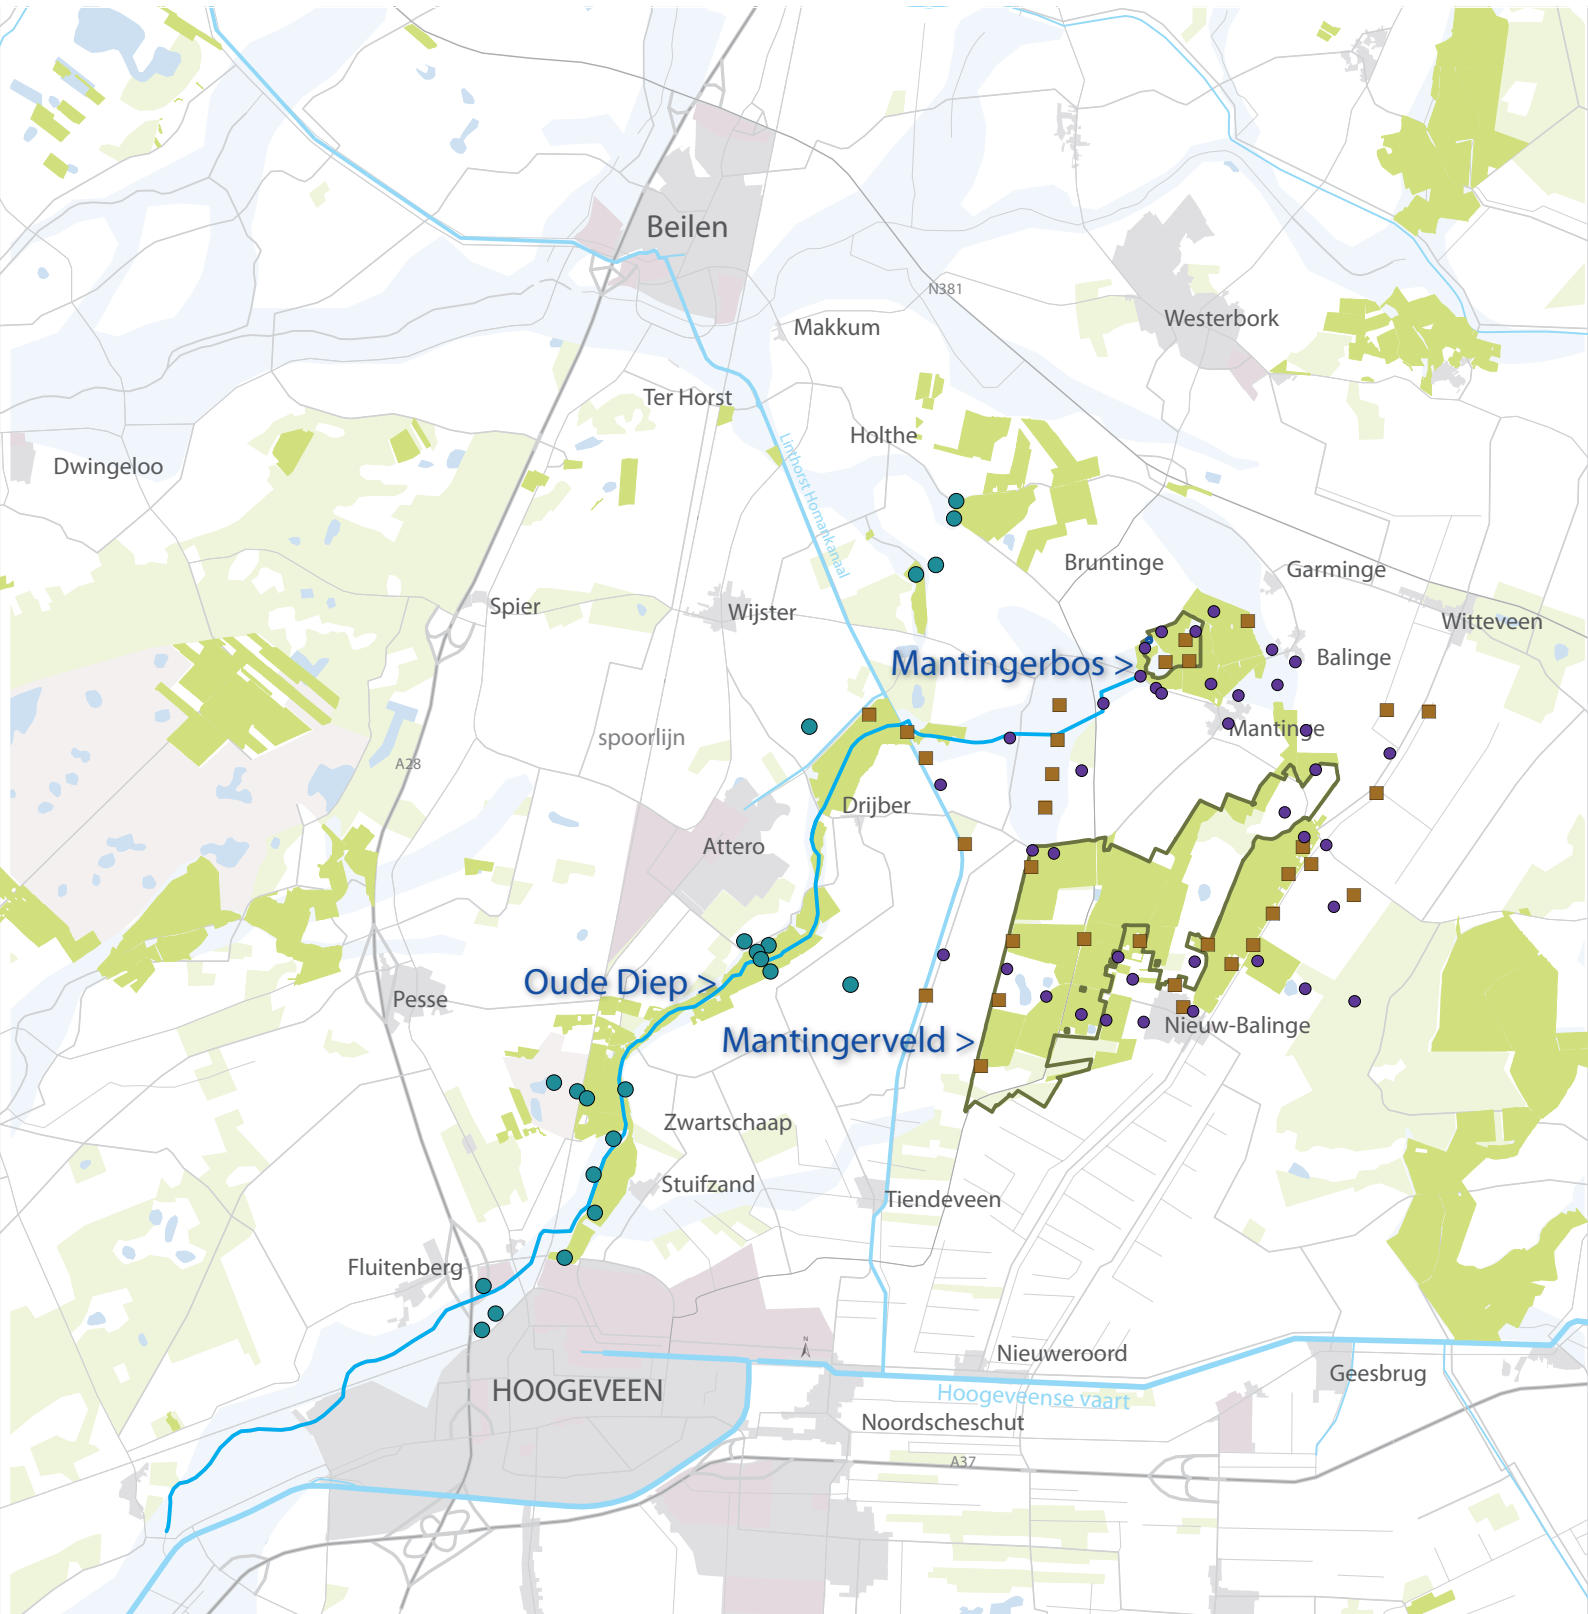 Beilen
N381
Westerbork
Makkum
Ter Horst
Holthe
Linthorst Homankanaal
Dwingeloo
Bruntinge
Garminge
Spier
Wijster
Witteveen
Mantingerbos >
Balinge
Mantinge
spoorlijn
A28
Drijber
Attero
Oude Diep >
Pesse
Mantingerveld >
Nieuw-Balinge
Zwartschaap
Stuifzand
Tiendeveen
Fluitenberg
N
Nieuweroord
Geesbrug
HOOGEVEEN
Hoogeveense vaart
Noordscheschut
A37